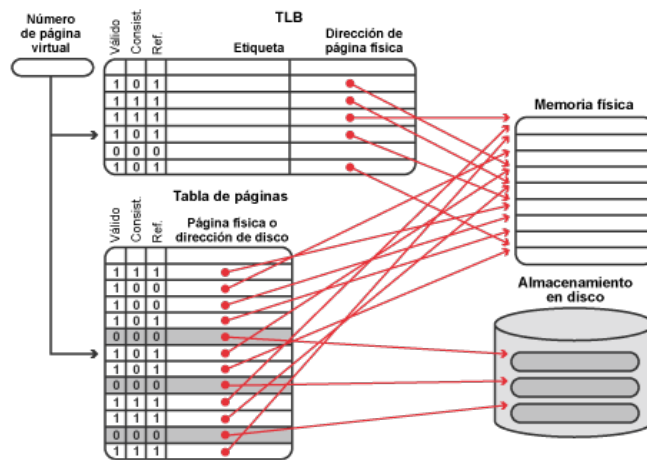 Número
de página
virtual
TLB
Válido
Consist.
Ref.
Etiqueta
Dirección de
página física
1 0 1
1 1 1
1 1 1
1 0 1
0 0 0
1 0 1
Memoria física
Tabla de páginas
Válido
Consist.
Ref.
Página física o
dirección de disco
1 1 1
1 0 0
1 0 0
1 0 1
0 0 0
1 0 1
1 0 1
0 0 0
1 1 1
1 1 1
0 0 0
1 1 1
Almacenamiento
en disco